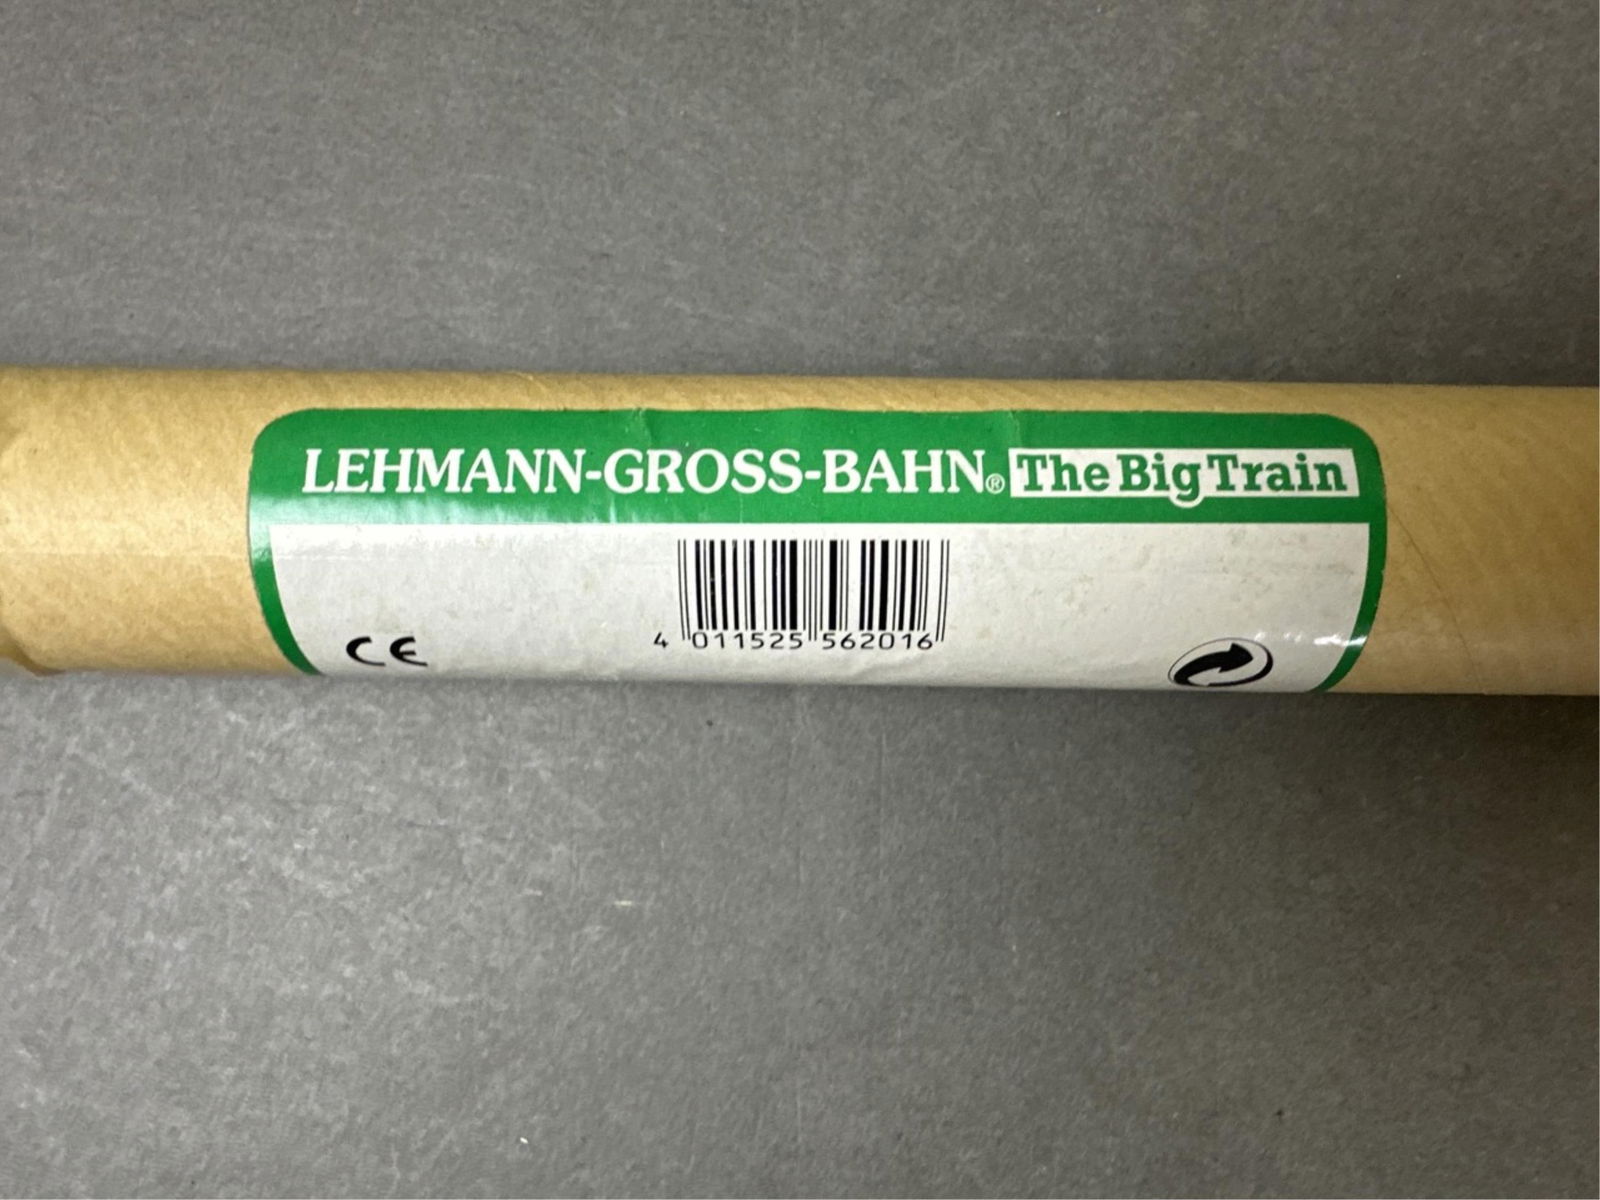 LEHMANN-GROSS-BAHN® The Big Train
CE
4 011525 562016